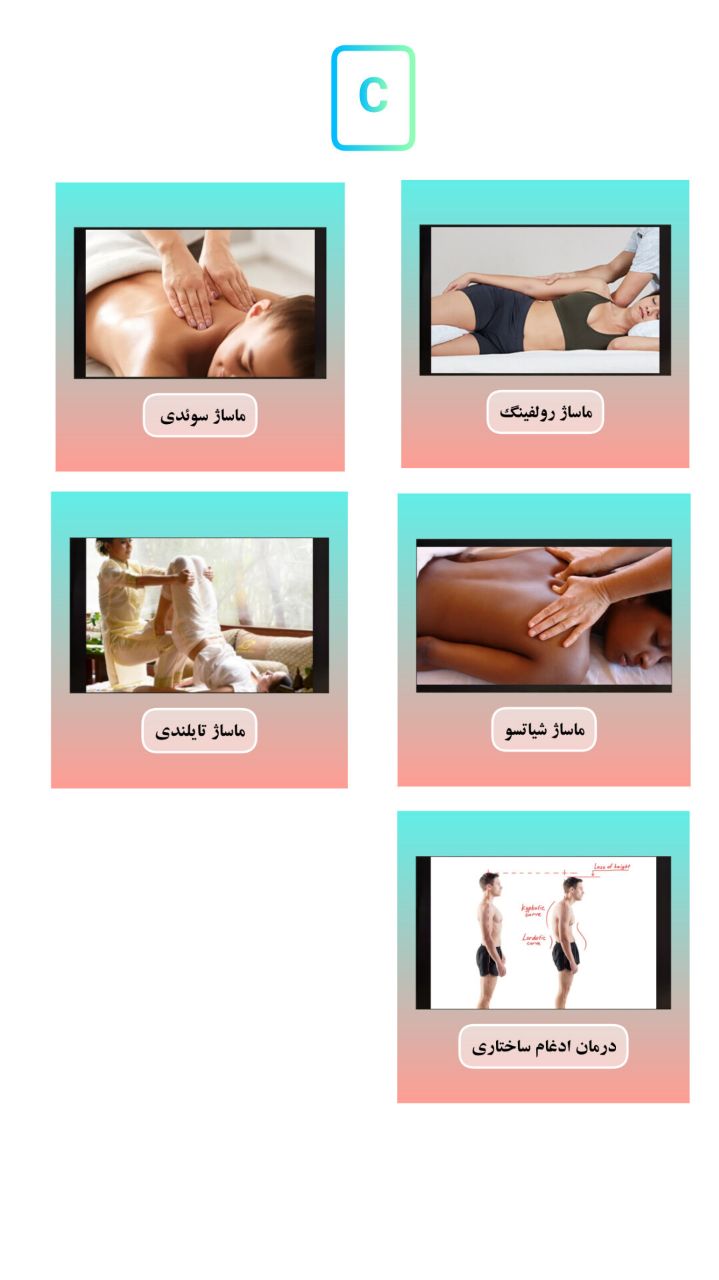 C
ماساژ رولفینگ
ماساژ سوئدی
ماساژ شیاتسو
ماساژ تایلندی
Loss of height
Kyphotic
curve
Lordotic
curve
درمان ادغام ساختاری